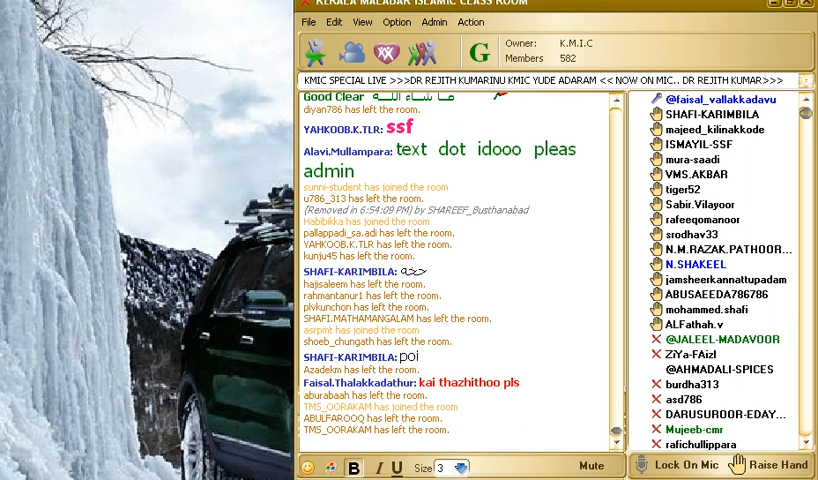 KERALA MALABAR ISLAMIC CLASS ROOM
File Edit View Option Admin Action
G
Owner: K.M.I.C
Members 582
KMIC SPECIAL LIVE >>>DR REJITH KUMARINU KMIC YUDE ADARAM << NOW ON MIC.. DR REJITH KUMAR>>>
Good Clear ما شاء الله
diyan786 has left the room.
YAHKOOB.K.TLR: ssf
Alavi.Mullampara: text dot idooo pleas
admin
sunni-student has joined the room
u786_313 has left the room.
(Removed in 6:54:09 PM) by SHAREEF_Busthanabad
Habibikka has joined the room
pallappadi_sa.adi has left the room.
YAHKOOB.K.TLR has left the room.
kunju45 has left the room.
SHAFI-KARIMBILA:
hajisaleem has left the room.
rahmantanur1 has left the room.
plvkunchon has left the room.
SHAFI.MATHAMANGALAM has left the room.
asrpmt has joined the room
shoeb_chungath has left the room.
SHAFI-KARIMBILA: poi
Azadekm has left the room.
Faisal.Thalakkadathur: kai thazhithoo pls
aburabaah has left the room.
TMS_OORAKAM has joined the room
ABULFAROOQ has left the room.
TMS_OORAKAM has left the room.
@faisal_vallakkadavu
SHAFI-KARIMBILA
majeed_kilinakkode
ISMAYIL-SSF
mura-saadi
VMS.AKBAR
tiger52
Sabir.Vilayoor
rafeeqomanoor
srodhav33
N.M.RAZAK.PATHOOR...
N.SHAKEEL
jamsheerkannattupadam
ABUSAEEDA786786
mohammed.shafi
ALFathah.v
@JALEEL-MADAVOOR
ZiYa-FAizl
@AHMADALI-SPICES
burdha313
asd786
DARUSUROOR-EDAY...
Mujeeb-cmr
rafichullippara
B I U Size 3 Mute
Lock On Mic Raise Hand